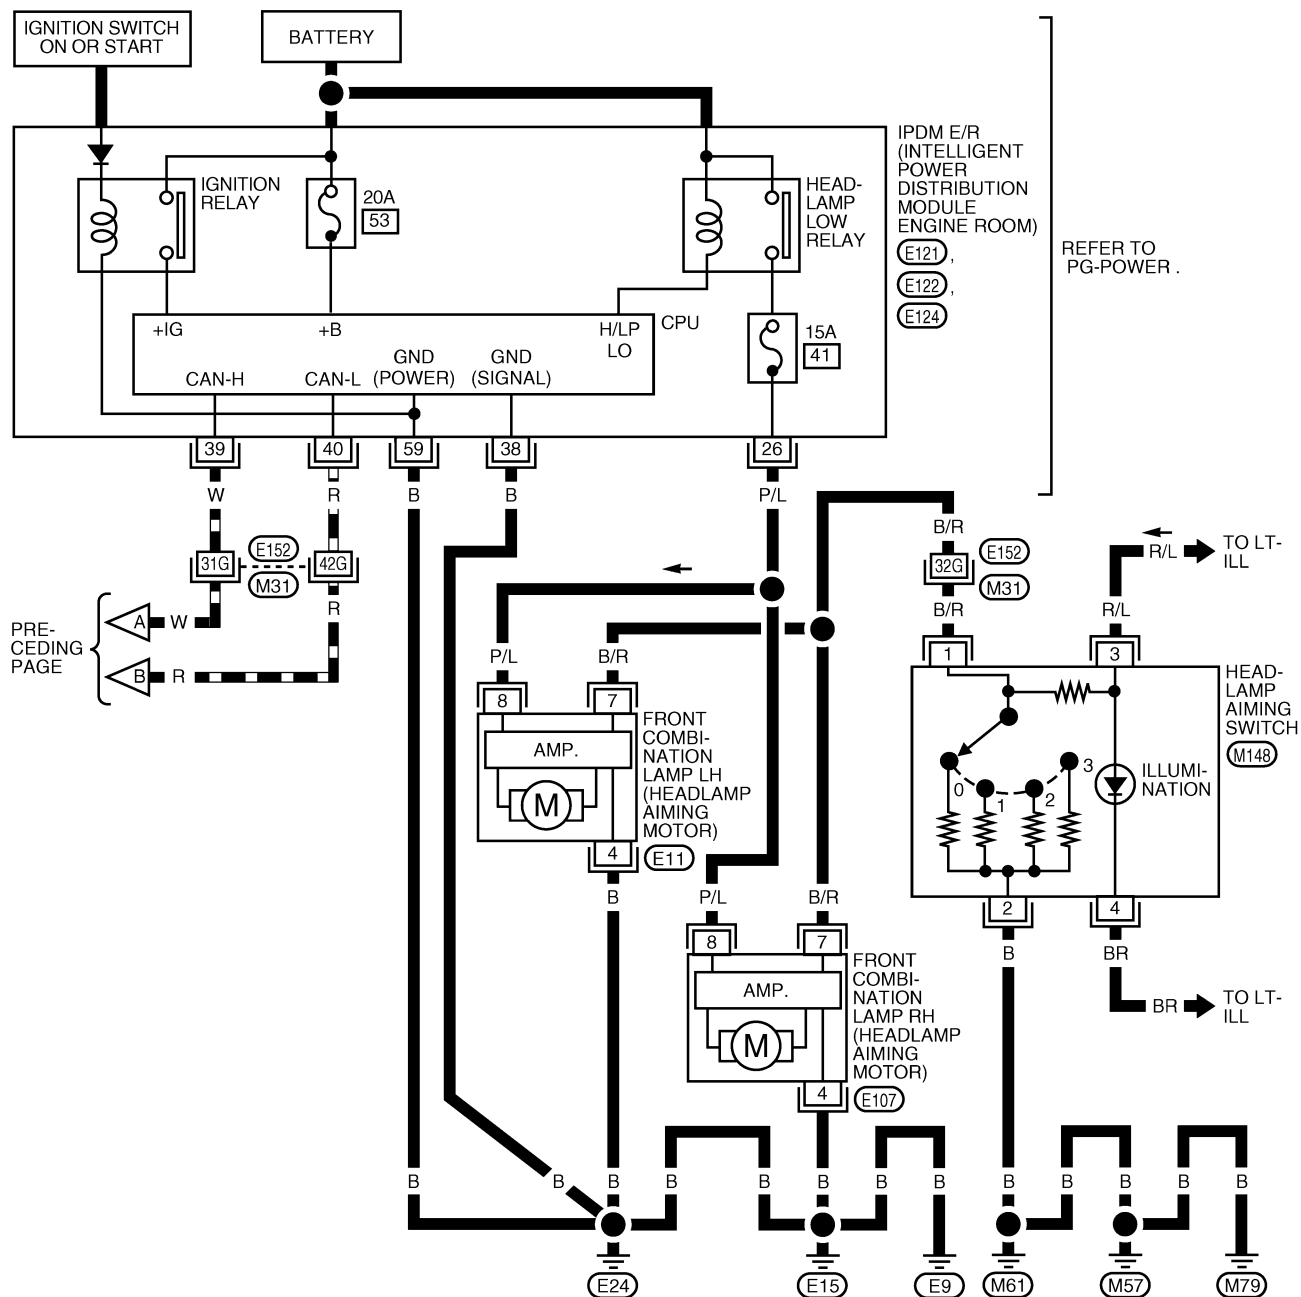 IGNITION SWITCH
ON OR START
BATTERY
IPDM E/R
(INTELLIGENT
POWER
DISTRIBUTION
MODULE
ENGINE ROOM)
E121 ,
E122 ,
E124
REFER TO
PG-POWER .
IGNITION
RELAY
20A
53
HEAD-
LAMP
LOW
RELAY
+IG
+B
H/LP
LO
CPU
15A
41
CAN-H
CAN-L
GND
(POWER)
GND
(SIGNAL)
39
40
59
38
26
W
R
B
B
P/L
B/R
31G
E152
M31
42G
32G
E152
M31
R/L
TO LT-
ILL
PRE-
CEDING
PAGE
A
W
B
R
R
P/L
B/R
B/R
R/L
8
7
1
3
FRONT
COMBI-
NATION
LAMP LH
(HEADLAMP
AIMING
MOTOR)
E11
AMP.
M
4
B
HEAD-
LAMP
AIMING
SWITCH
M148
0
1
2
3
ILLUMI-
NATION
P/L
B/R
2
4
8
7
B
BR
FRONT
COMBI-
NATION
LAMP RH
(HEADLAMP
AIMING
MOTOR)
E107
AMP.
M
4
BR
TO LT-
ILL
B
B
B
B
B
B
B
B
B
B
B
B
B
B
E24
E15
E9
M61
M57
M79